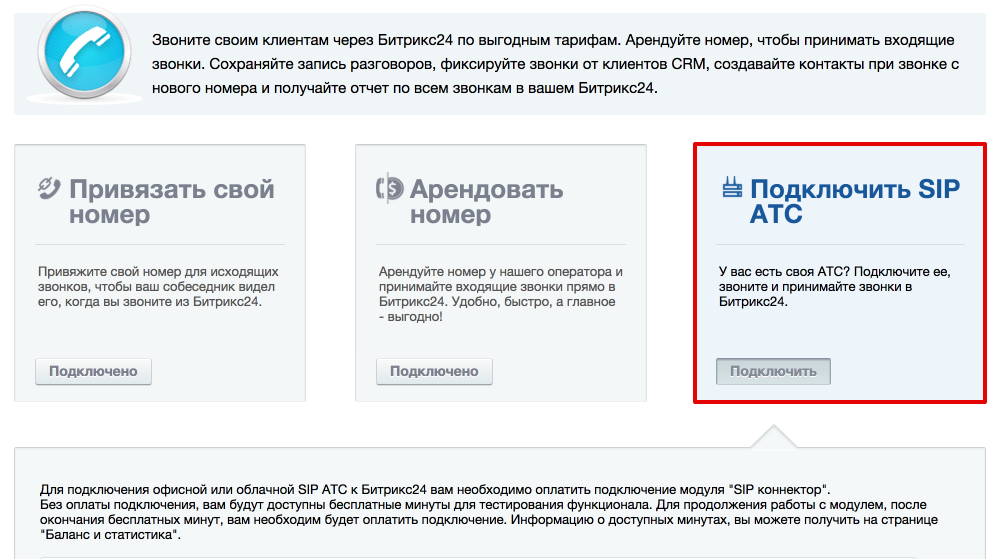 Звоните своим клиентам через Битрикс24 по выгодным тарифам. Арендуйте номер, чтобы принимать входящие
звонки. Сохраняйте запись разговоров, фиксируйте звонки от клиентов CRM, создавайте контакты при звонке с
нового номера и получайте отчет по всем звонкам в вашем Битрикс24.
Привязать свой
номер
Привяжите свой номер для исходящих
звонков, чтобы ваш собеседник видел
его, когда вы звоните из Битрикс24.
Подключено
Арендовать
номер
Арендуйте номер у нашего оператора и
принимайте входящие звонки прямо в
Битрикс24. Удобно, быстро, а главное
- выгодно!
Подключено
Подключить SIP
АТС
У вас есть своя АТС? Подключите ее,
звоните и принимайте звонки в
Битрикс24.
Подключить
Для подключения офисной или облачной SIP АТС к Битрикс24 вам необходимо оплатить подключение модуля "SIP коннектор".
Без оплаты подключения, вам будут доступны бесплатные минуты для тестирования функционала. Для продолжения работы с модулем, после
окончания бесплатных минут, вам необходим будет оплатить подключение. Информацию о доступных минутах, вы можете получить на странице
"Баланс и статистика".